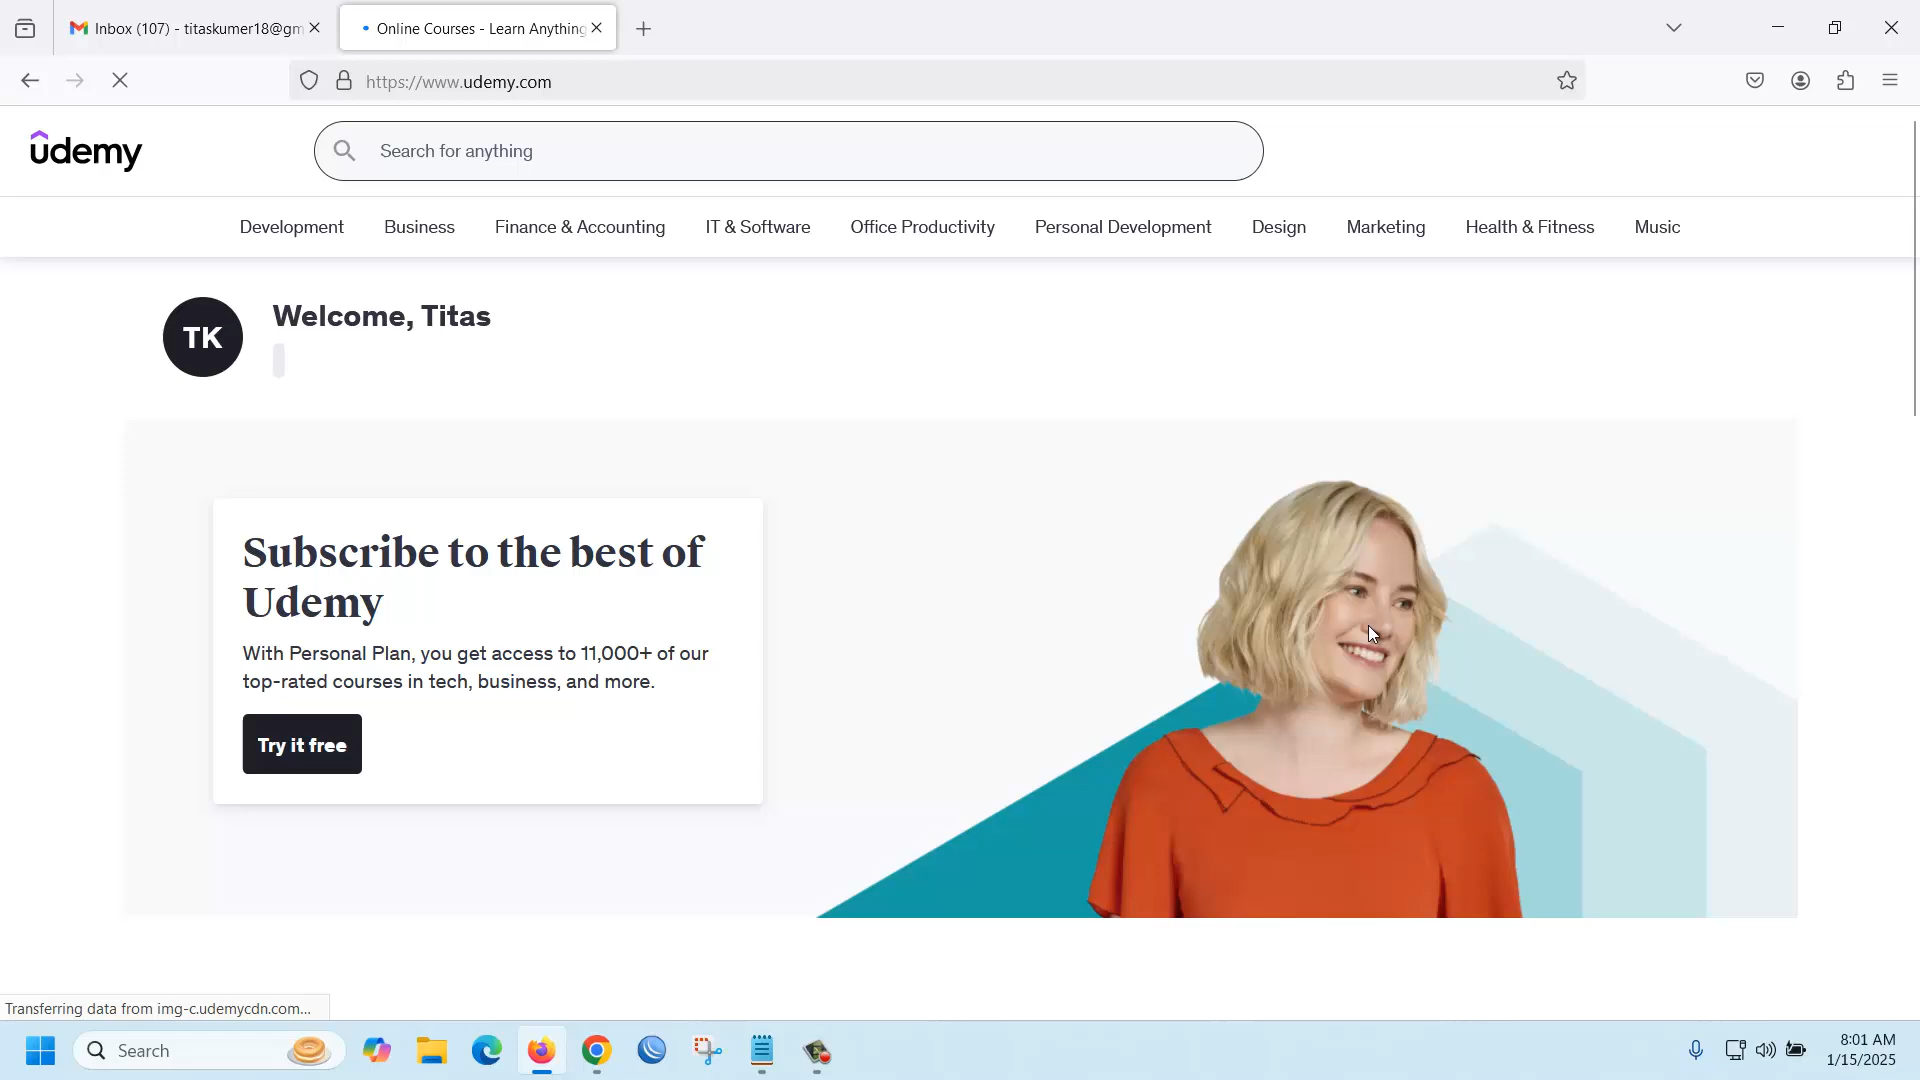 Inbox (107) - titaskumer18@gm
Online Courses - Learn Anything
https://www.udemy.com
udemy
Search for anything
Development
Business
Finance & Accounting
IT & Software
Office Productivity
Personal Development
Design
Marketing
Health & Fitness
Music
TK
Welcome, Titas
Subscribe to the best of
Udemy
With Personal Plan, you get access to 11,000+ of our
top-rated courses in tech, business, and more.
Try it free
Transferring data from img-c.udemycdn.com...
Search
8:01 AM
1/15/2025